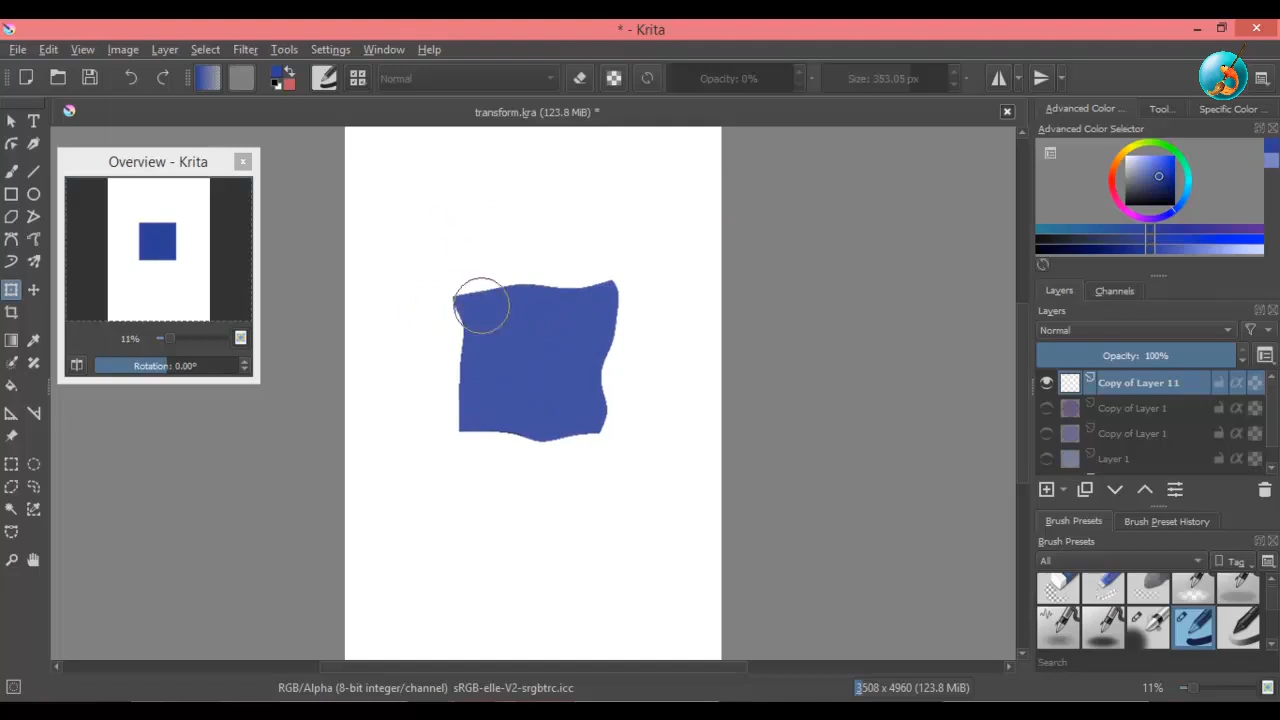 * - Krita
File Edit View Image Layer Select Filter Tools Settings Window Help
Normal Opacity: 0% Size: 353.05 px
transform.kra (123.8 MiB) *
Advanced Color ... Tool... Specific Color ...
Advanced Color Selector
Overview - Krita
11%
Rotation: 0.00°
Layers Channels
Layers
Normal
Opacity: 100%
Copy of Layer 11
Copy of Layer 1
Copy of Layer 1
Layer 1
Brush Presets Brush Preset History
Brush Presets
All Tag
Search
RGB/Alpha (8-bit integer/channel) sRGB-elle-V2-srgbtrc.icc 3508 x 4960 (123.8 MiB) 11%